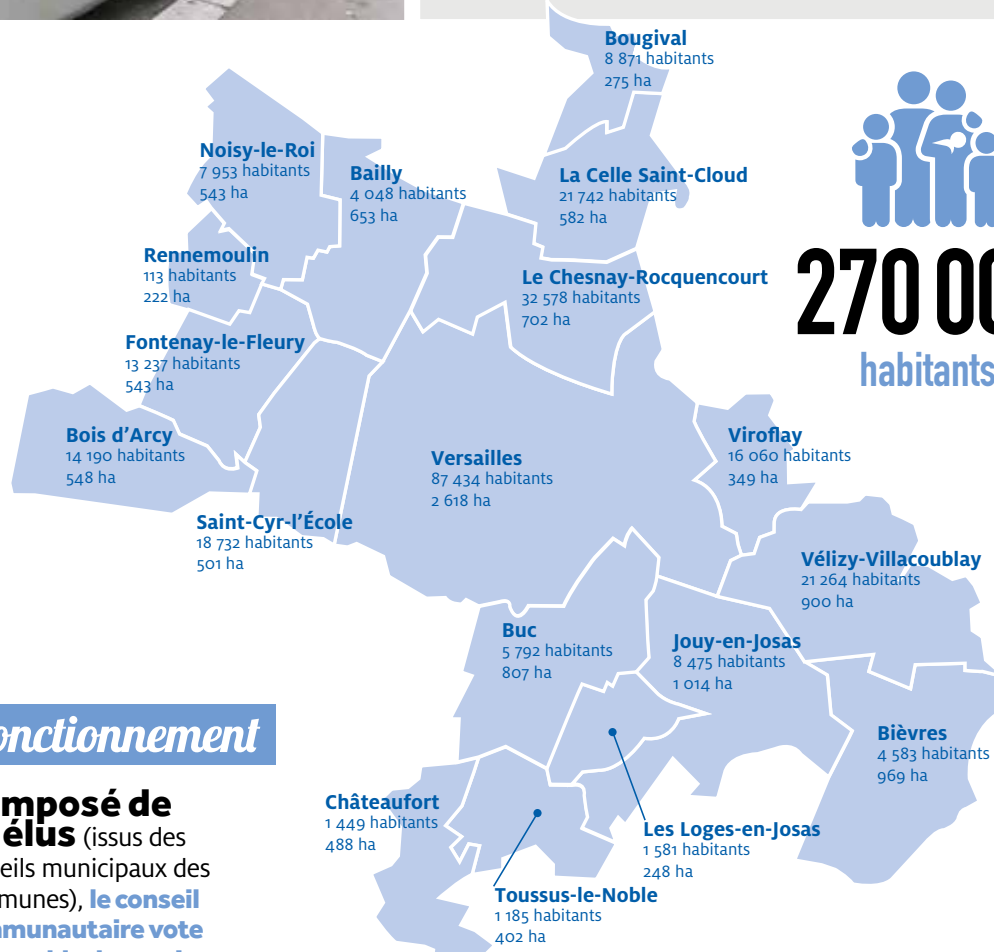 Bougival
8 871 habitants
275 ha
Noisy-le-Roi
7 953 habitants
543 ha
Bailly
4 048 habitants
653 ha
La Celle Saint-Cloud
21 742 habitants
582 ha
Rennemoulin
113 habitants
222 ha
Le Chesnay-Rocquencourt
32 578 habitants
702 ha
270 00
habitants
Fontenay-le-Fleury
13 237 habitants
543 ha
Bois d’Arcy
14 190 habitants
548 ha
Versailles
87 434 habitants
2 618 ha
Viroflay
16 060 habitants
349 ha
Saint-Cyr-l’École
18 732 habitants
501 ha
Vélizy-Villacoublay
21 264 habitants
900 ha
Buc
5 792 habitants
807 ha
Jouy-en-Josas
8 475 habitants
1 014 ha
Bièvres
4 583 habitants
969 ha
Châteaufort
1 449 habitants
488 ha
Les Loges-en-Josas
1 581 habitants
248 ha
Toussus-le-Noble
1 185 habitants
402 ha
onctionnement
mposé de
élus (issus des
eils municipaux des
munes), le conseil
munautaire vote